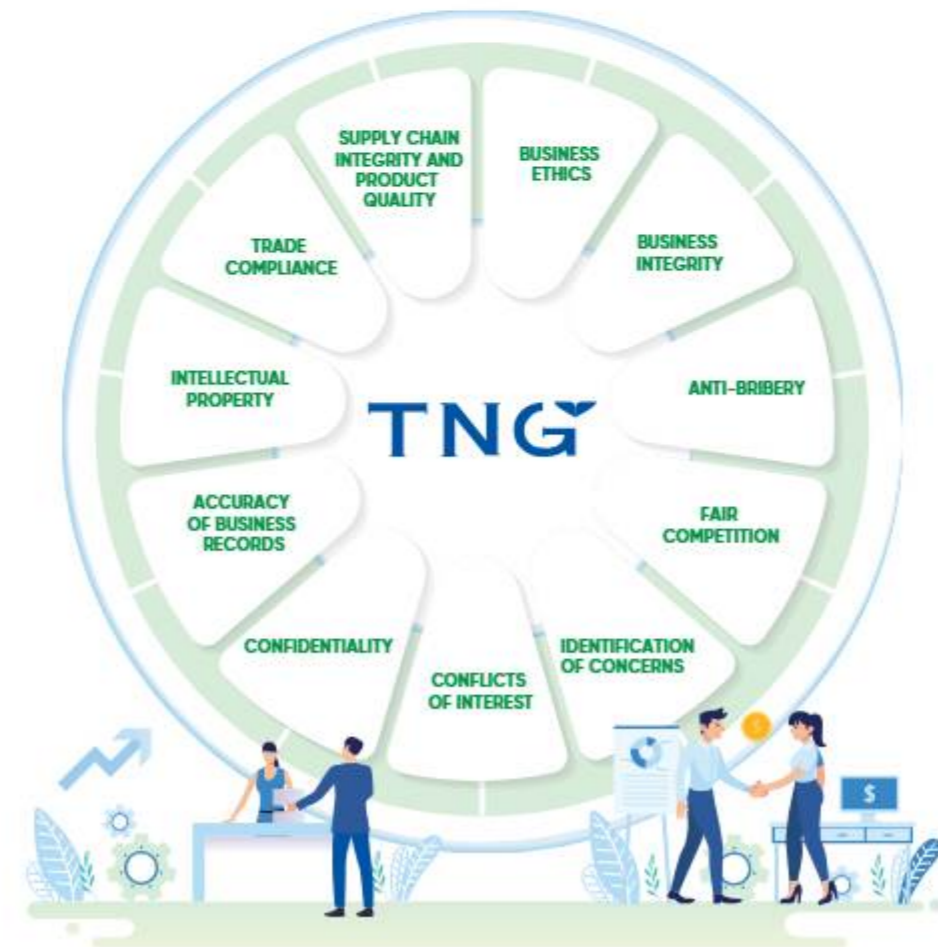 SUPPLY CHAIN
INTEGRITY AND
PRODUCT
QUALITY
BUSINESS
ETHICS
BUSINESS
INTEGRITY
ANTI-BRIBERY
FAIR
COMPETITION
IDENTIFICATION
OF CONCERNS
CONFLICTS
OF INTEREST
CONFIDENTIALITY
ACCURACY
OF BUSINESS
RECORDS
INTELLECTUAL
PROPERTY
TRADE
COMPLIANCE
TNG
$
$